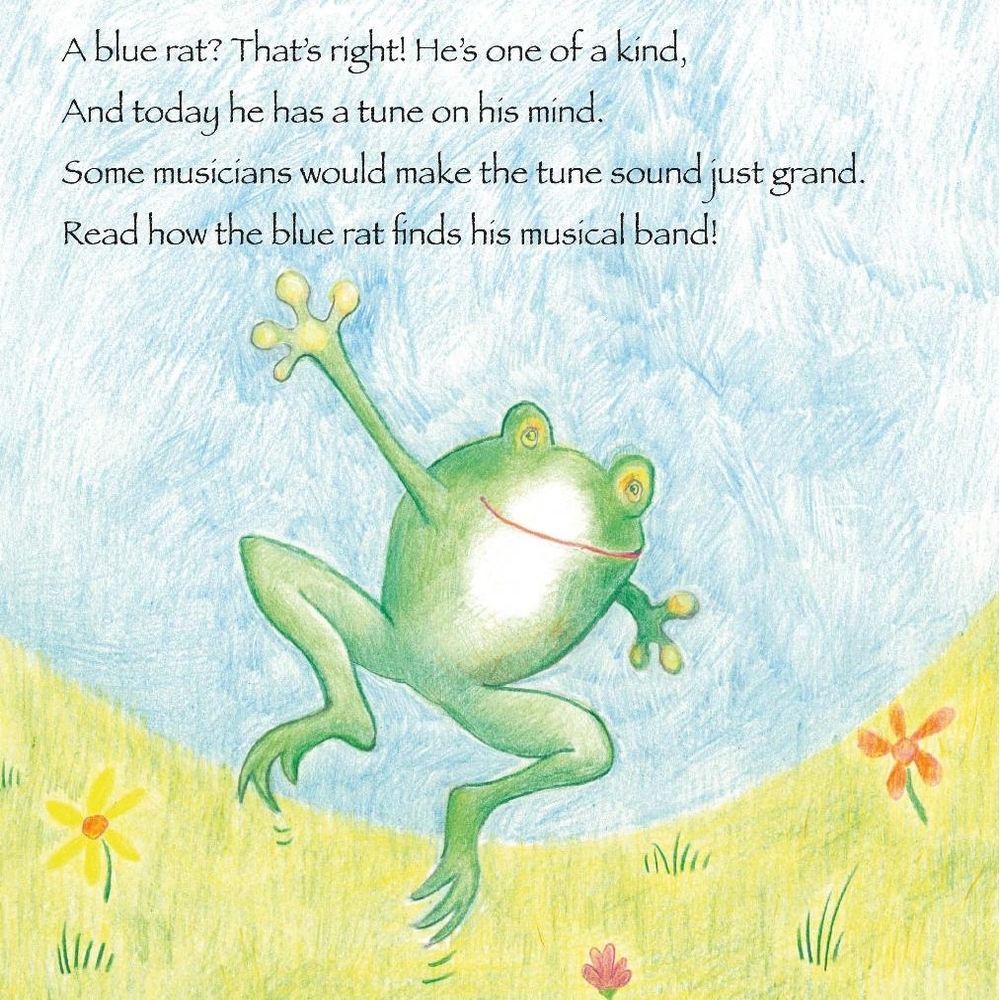 A blue rat? That's right! He's one of a kind,
And today he has a tune on his mind.
Some musicians would make the tune sound just grand.
Read how the blue rat finds his musical band!